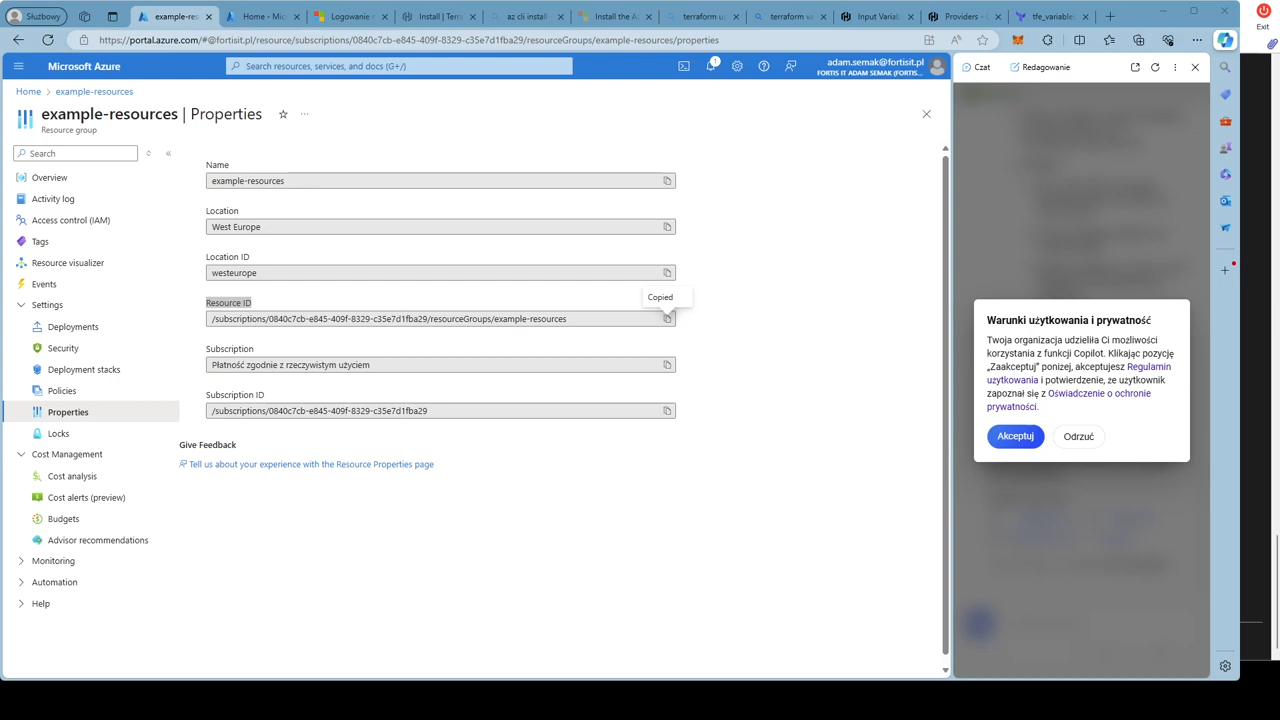 Służbowy
example-res
Home - Mic
Logowanie r
Install | Terr
az cli install
Install the A
terraform up
terraform va
Input Variab
Providers - C
tfe_variables
Exit
https://portal.azure.com/#@fortisit.pl/resource/subscriptions/0840c7cb-e845-409f-8329-c35e7d1fba29/resourceGroups/example-resources/properties
Microsoft Azure
Search resources, services, and docs (G+/)
1
adam.semak@fortisit.pl
FORTIS IT ADAM SEMAK (FORTIS...
Czat
Redagowanie
Home
example-resources
example-resources | Properties
Resource group
Search
Overview
Activity log
Access control (IAM)
Tags
Resource visualizer
Events
Settings
Deployments
Security
Deployment stacks
Policies
Properties
Locks
Cost Management
Cost analysis
Cost alerts (preview)
Budgets
Advisor recommendations
Monitoring
Automation
Help
Name
example-resources
Location
West Europe
Location ID
westeurope
Copied
Resource ID
/subscriptions/0840c7cb-e845-409f-8329-c35e7d1fba29/resourceGroups/example-resources
Subscription
Płatność zgodnie z rzeczywistym użyciem
Subscription ID
/subscriptions/0840c7cb-e845-409f-8329-c35e7d1fba29
Give Feedback
Tell us about your experience with the Resource Properties page
Warunki użytkowania i prywatność
Twoja organizacja udzieliła Ci możliwości
korzystania z funkcji Copilot. Klikając pozycję
„Zaakceptuj" poniżej, akceptujesz Regulamin
użytkowania i potwierdzenie, że użytkownik
zapoznał się z Oświadczenie o ochronie
prywatności.
Akceptuj
Odrzuć